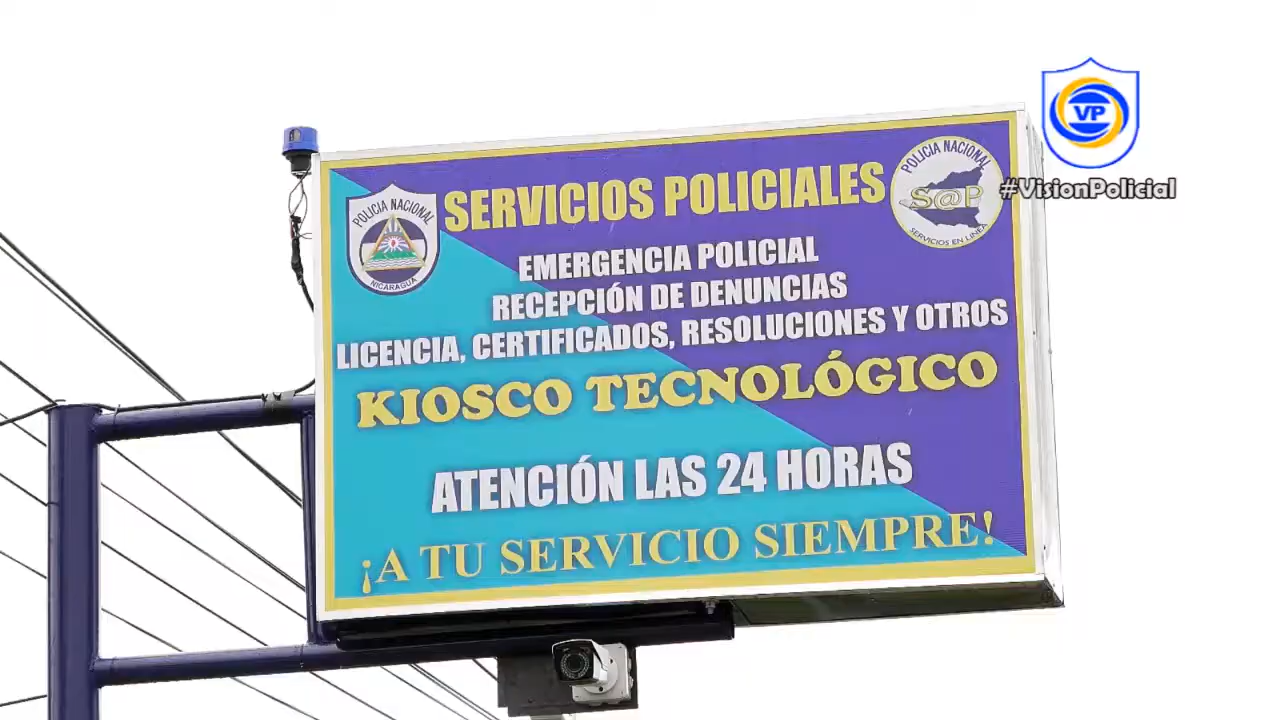 VP
#VisionPolicial
POLICIA NACIONAL
NICARAGUA
SERVICIOS POLICIALES
POLICIA NACIONAL
S@P
SERVICIOS EN LINEA
EMERGENCIA POLICIAL
RECEPCIÓN DE DENUNCIAS
LICENCIA, CERTIFICADOS, RESOLUCIONES Y OTROS
KIOSCO TECNOLÓGICO
ATENCIÓN LAS 24 HORAS
¡A TU SERVICIO SIEMPRE!